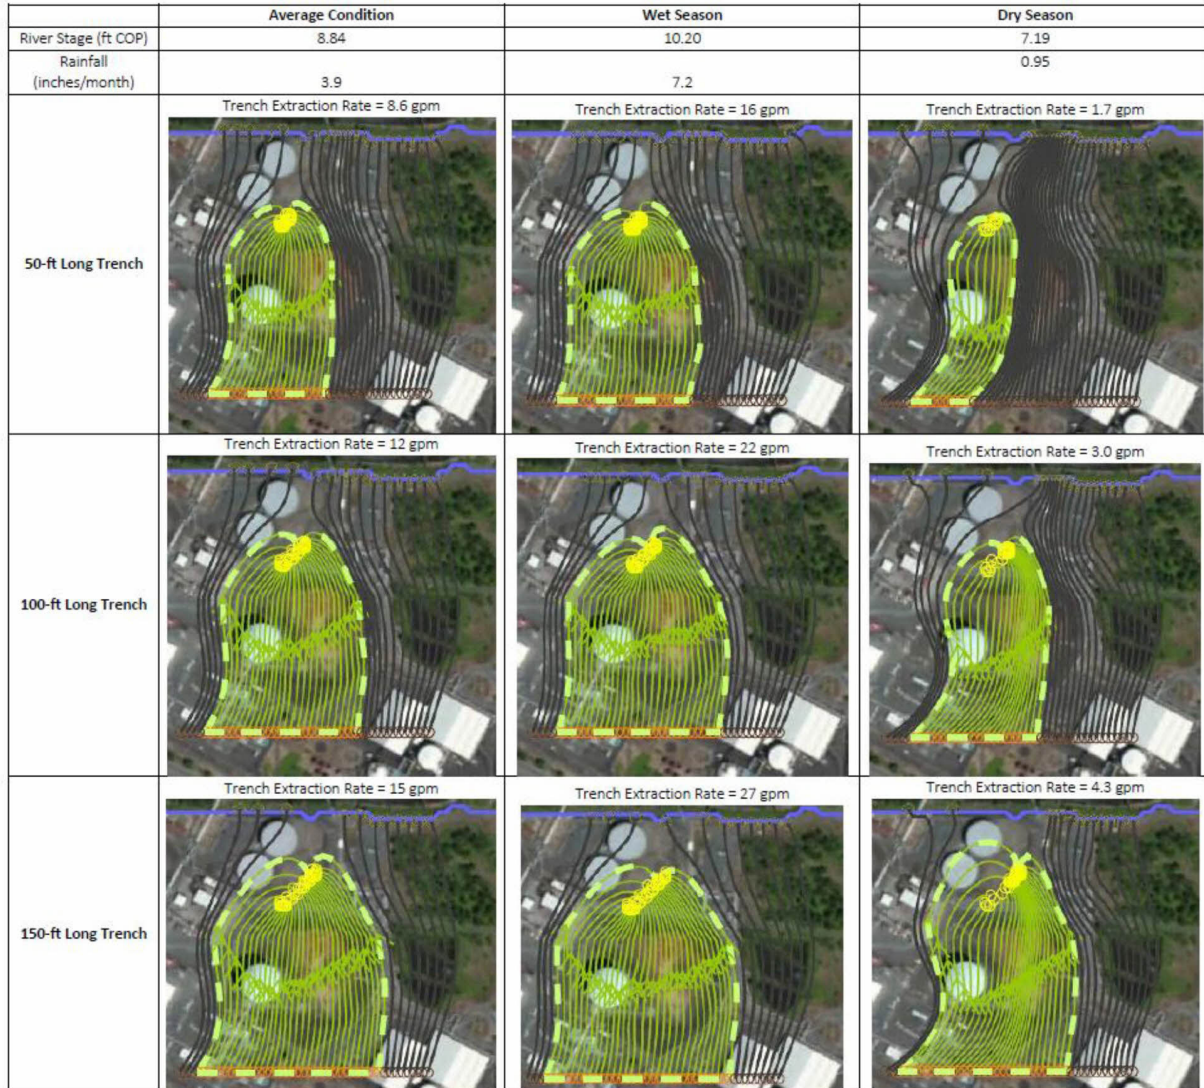 Average Condition Wet Season Dry Season
River Stage (ft COP) 8.84 10.20 7.19
Rainfall 0.95
(inches/month) 3.9 7.2
Trench Extraction Rate = 8.6 gpm Trench Extraction Rate = 16 gpm Trench Extraction Rate = 1.7 gpm
50-ft Long Trench
Trench Extraction Rate = 12 gpm Trench Extraction Rate = 22 gpm Trench Extraction Rate = 3.0 gpm
100-ft Long Trench
Trench Extraction Rate = 15 gpm Trench Extraction Rate = 27 gpm Trench Extraction Rate = 4.3 gpm
150-ft Long Trench